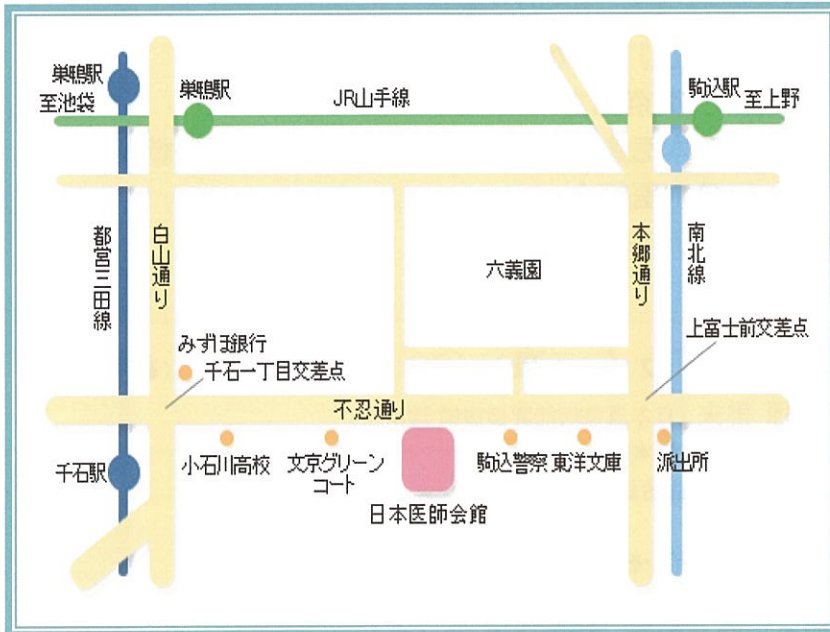 巣鴨駅
至池袋
巣鴨駅
JR山手線
駒込駅
至上野
都営三田線
白山通り
六義園
本郷通り
南北線
みずほ銀行
千石一丁目交差点
上富士前交差点
不忍通り
千石駅
小石川高校
文京グリーン
コート
日本医師会館
駒込警察
東洋文庫
派出所